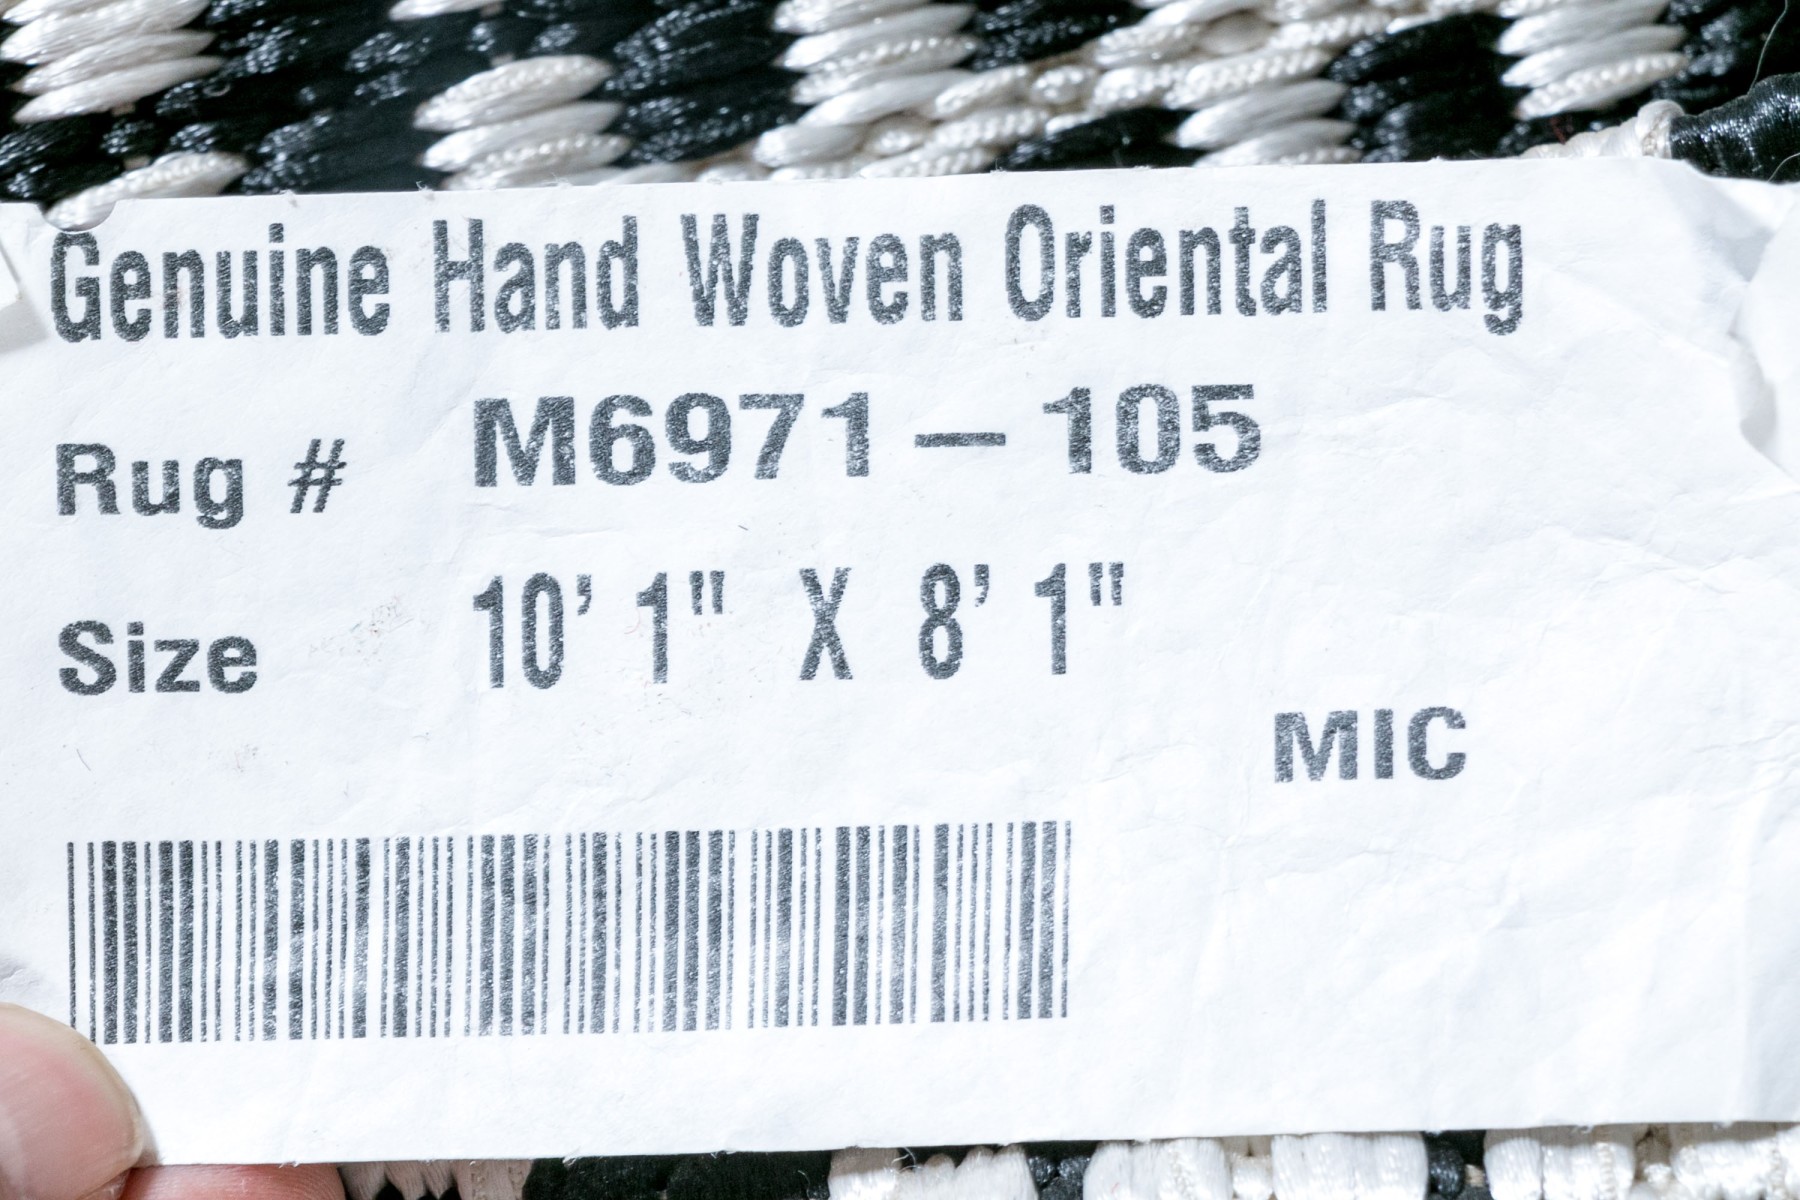 Genuine Hand Woven Oriental Rug
Rug # M6971-105
Size 10' 1" X 8' 1"
MIC